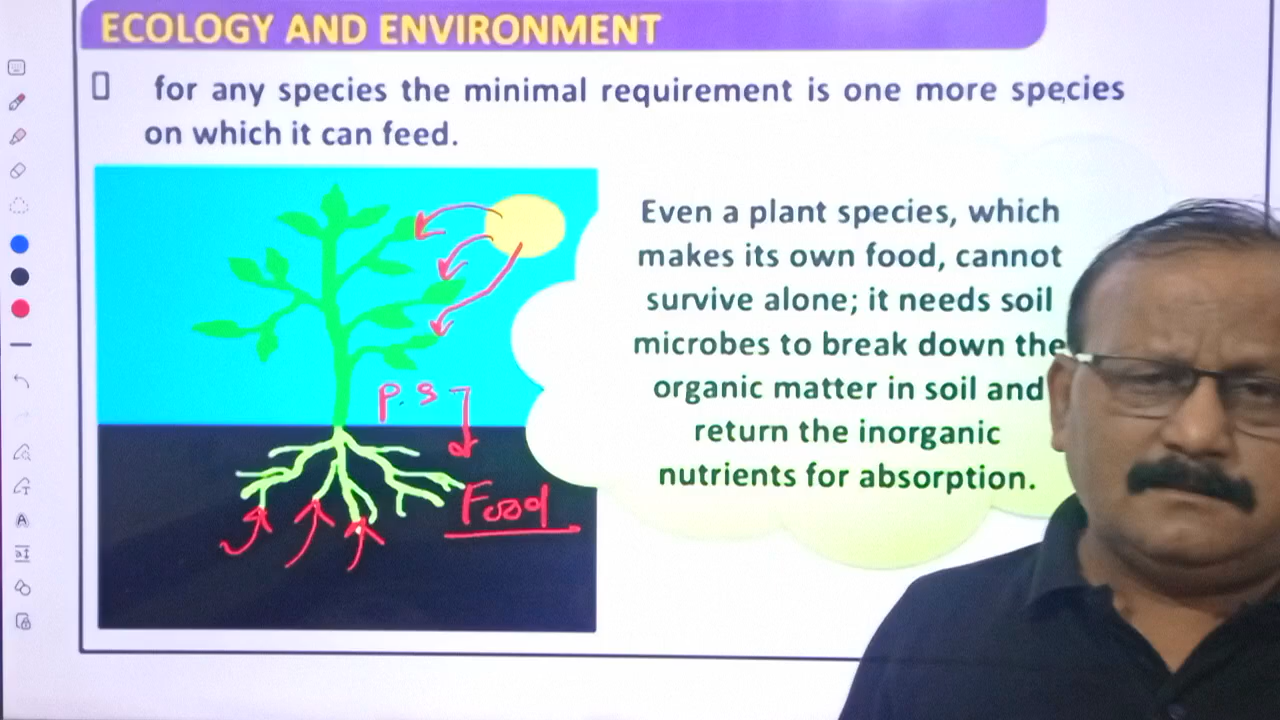 ECOLOGY AND ENVIRONMENT
for any species the minimal requirement is one more species
on which it can feed.
Even a plant species, which
makes its own food, cannot
survive alone; it needs soil
microbes to break down the
organic matter in soil and
return the inorganic
nutrients for absorption.
P.S
Food